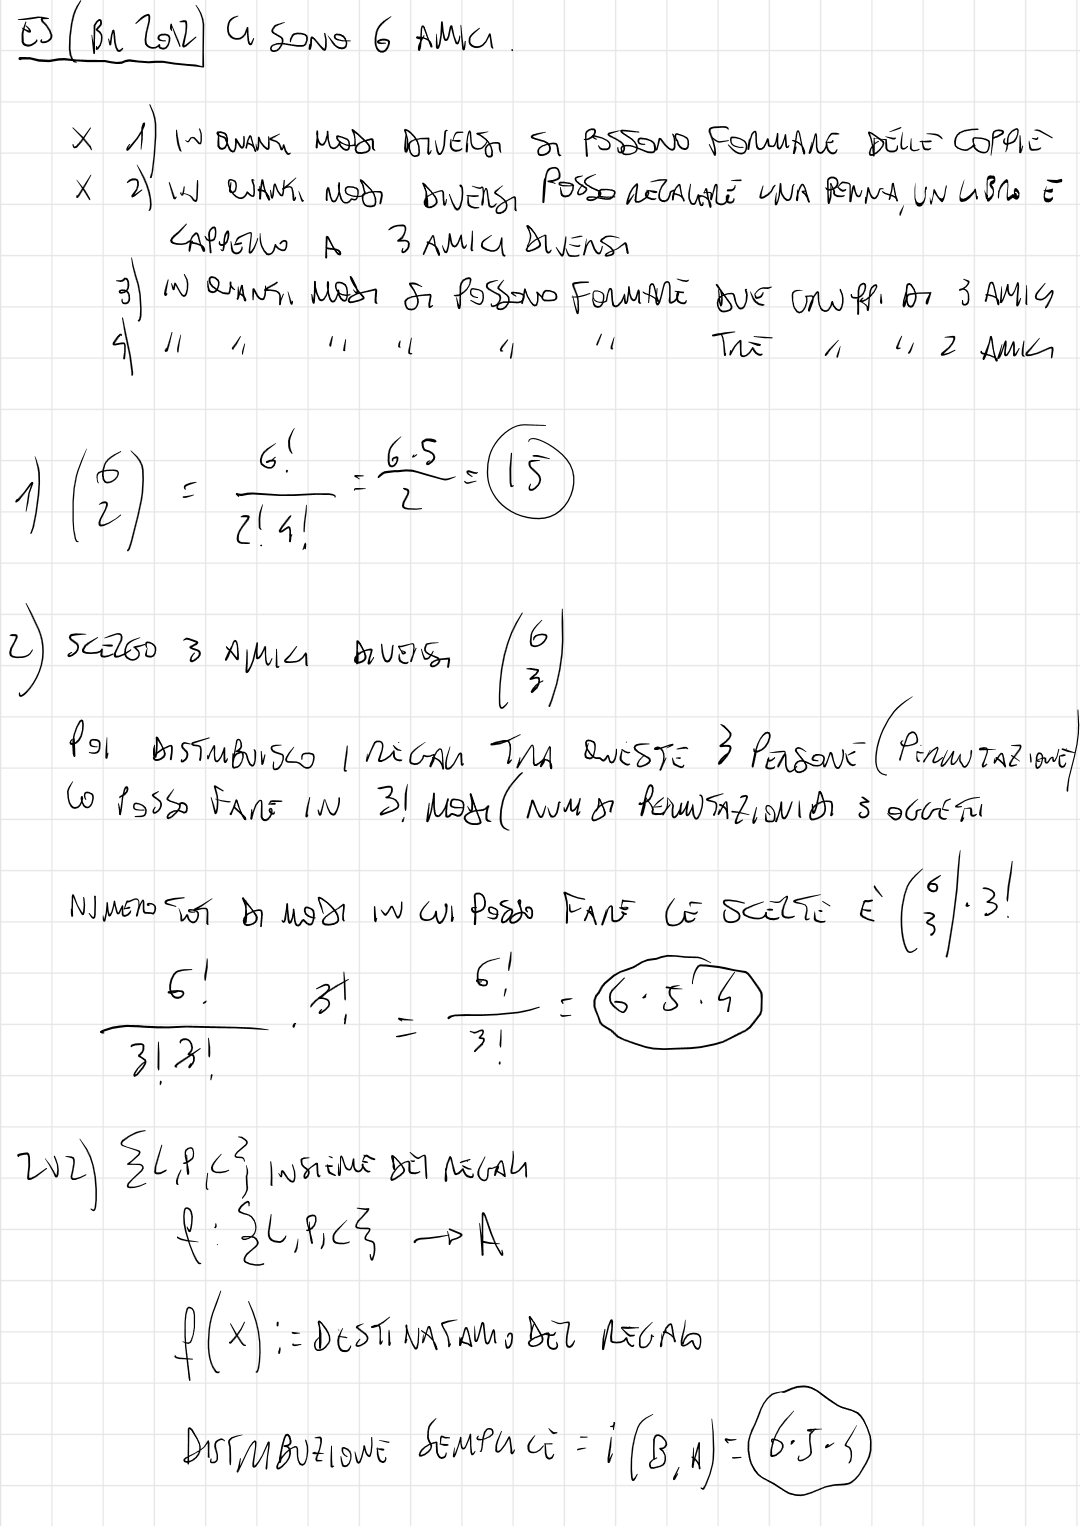 ES (BN 2012) CI SONO 6 AMICI.
X 1) IN QUANTI MODI DIVERSI SI POSSONO FORMARE DELLE COPPIE
X 2) IN QUANTI MODI DIVERSI POSSO REGALARE UNA PENNA, UN LIBRO E
CAPPELLO A 3 AMICI DIVERSI
3) IN QUANTI MODI SI POSSONO FORMARE DUE GRUPPI DI 3 AMICI
4) " " " " " " TRE " " 2 AMICI
1) (6 2) = 6!/(2! 4!) = 6·5/2 = 15
2) SCELGO 3 AMICI DIVERSI (6 3)
POI DISTRIBUISCO I REGALI TRA QUESTE 3 PERSONE (PERMUTAZIONE)
LO POSSO FARE IN 3! MODI (NUM DI PERMUTAZIONI DI 3 OGGETTI
NUMERO TOT DI MODI IN CUI POSSO FARE LE SCELTE È (6 3)·3!
6!/(3! 3!) · 3! = 6!/3! = 6·5·4
2V2) {L,P,C} INSIEME DEI REGALI
f: {L,P,C} → A
f(x) := DESTINATARIO DEL REGALO
DISTRIBUZIONE SEMPLICE = i(B,A) = 6·5·4